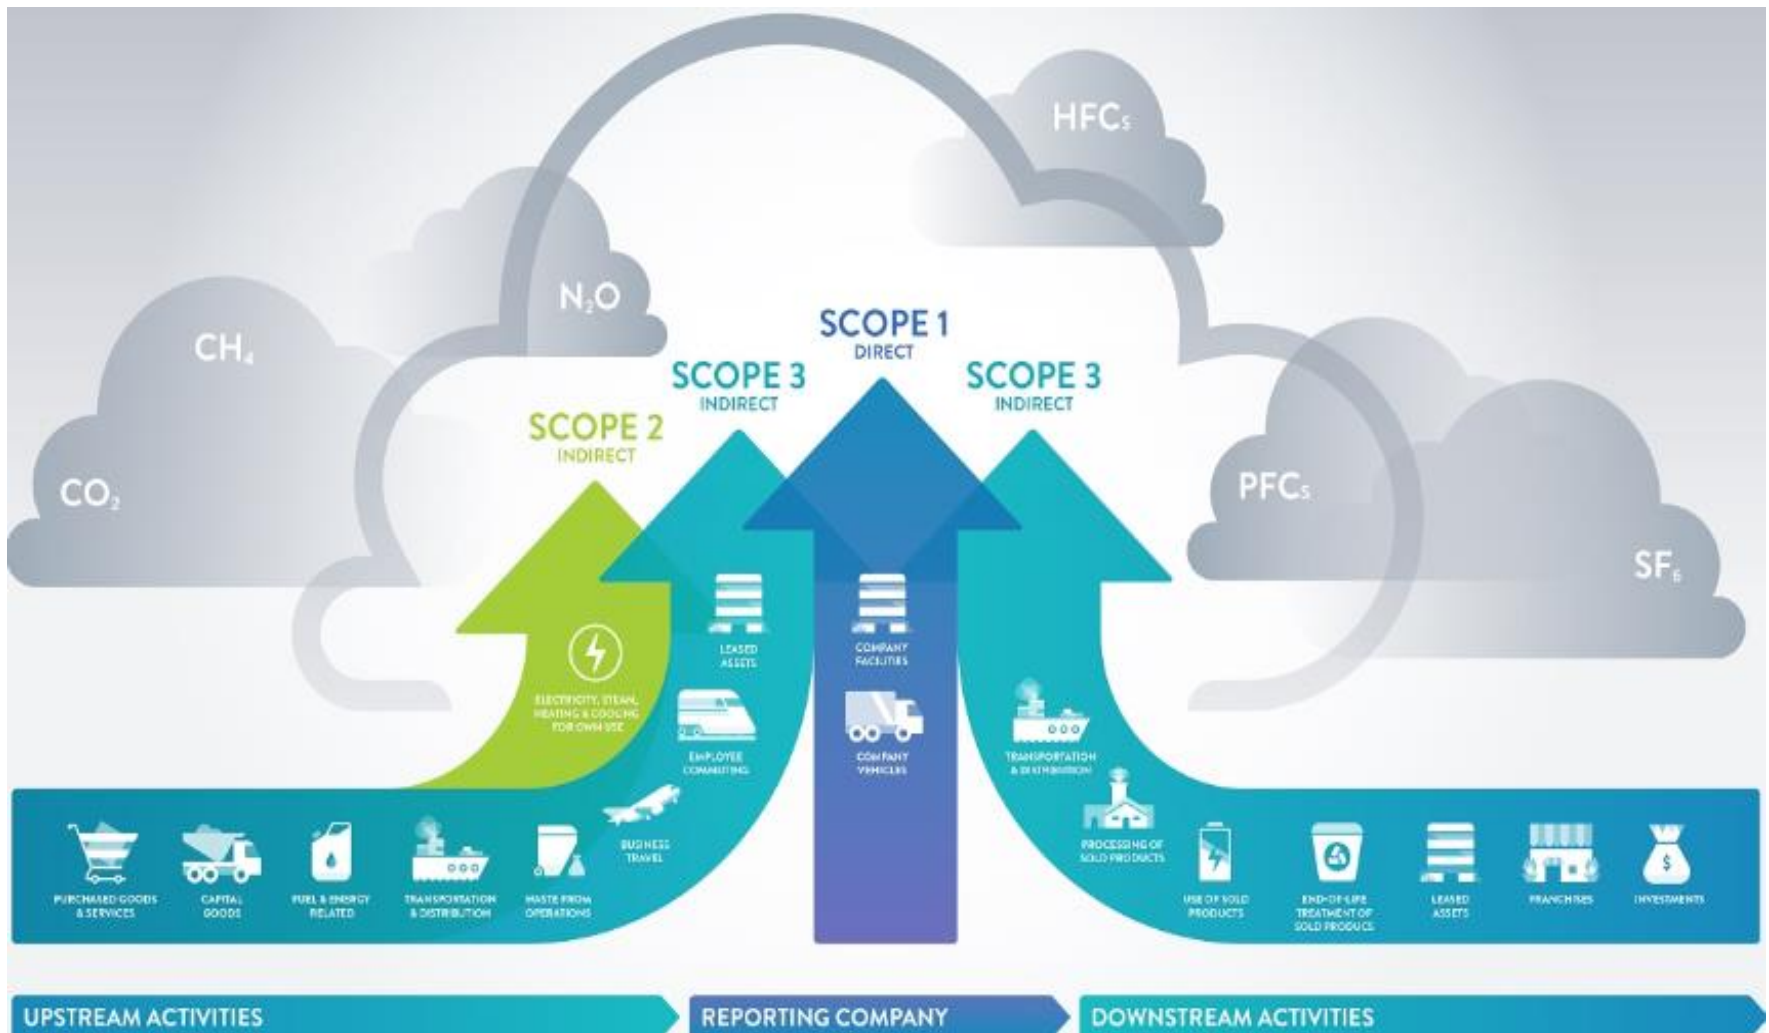 HFCs
N₂O
CH₄
CO₂
PFCs
SF₆
SCOPE 1
DIRECT
SCOPE 3
INDIRECT
SCOPE 3
INDIRECT
SCOPE 2
INDIRECT
ELECTRICITY, STEAM,
HEATING & COOLING
FOR OWN USE
LEASED
ASSETS
EMPLOYEE
COMMUTING
BUSINESS
TRAVEL
PURCHASED GOODS
& SERVICES
CAPITAL
GOODS
FUEL & ENERGY
RELATED
TRANSPORTATION
& DISTRIBUTION
WASTE FROM
OPERATIONS
COMPANY
FACILITIES
COMPANY
VEHICLES
TRANSPORTATION
& DISTRIBUTION
PROCESSING OF
SOLD PRODUCTS
USE OF SOLD
PRODUCTS
END-OF-LIFE
TREATMENT OF
SOLD PRODUCS
LEASED
ASSETS
FRANCHISES
INVESTMENTS
$
UPSTREAM ACTIVITIES
REPORTING COMPANY
DOWNSTREAM ACTIVITIES